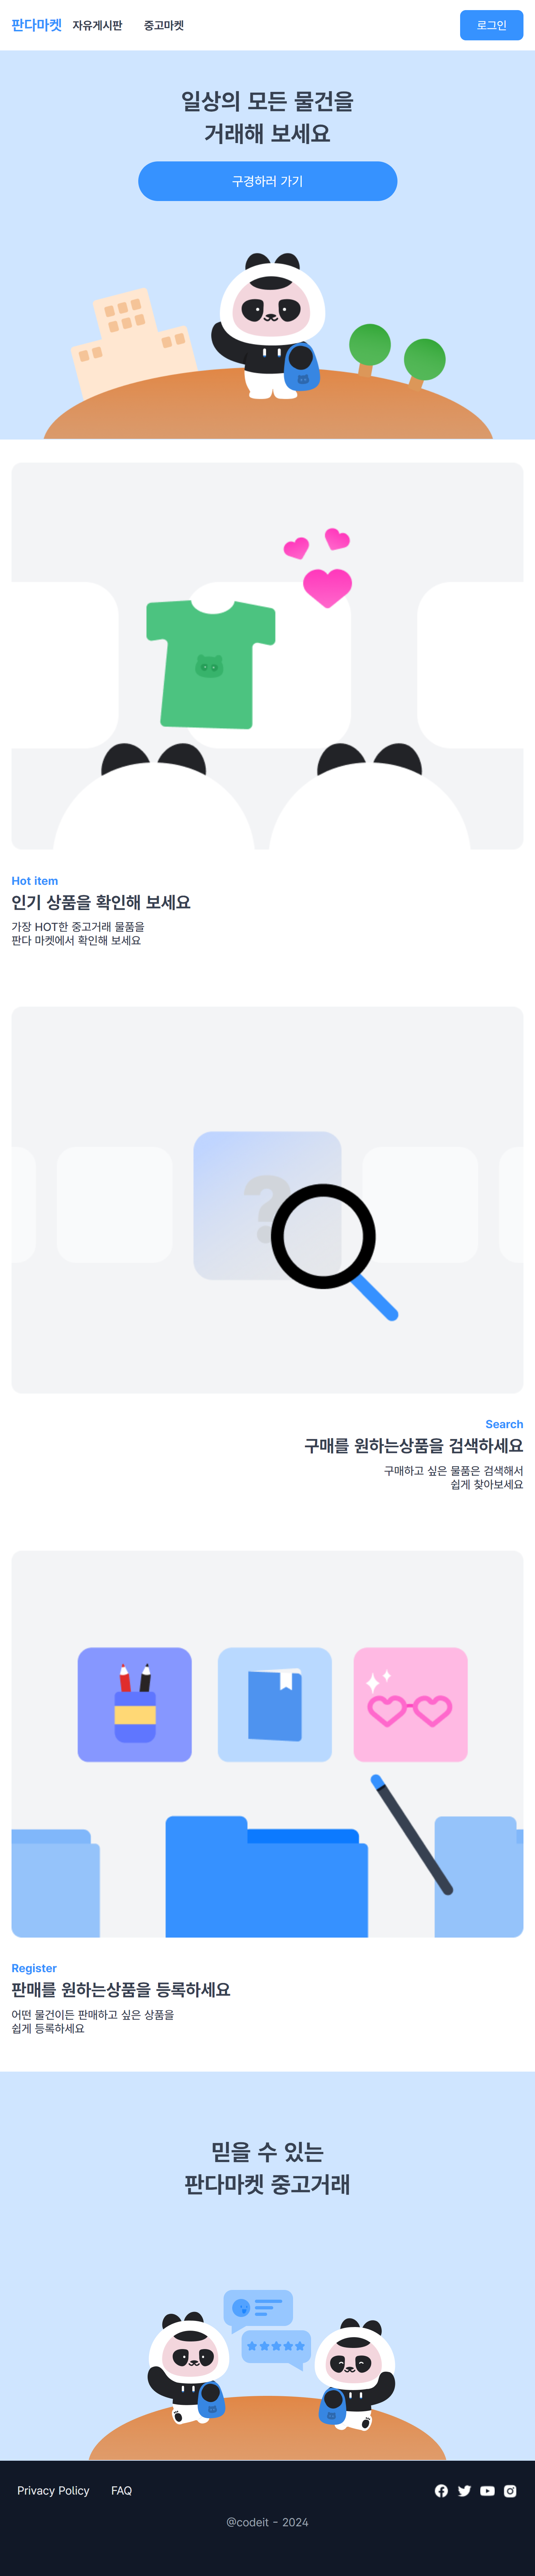 판다마켓 자유게시판 중고마켓 로그인
일상의 모든 물건을
거래해 보세요
구경하러 가기
Hot item
인기 상품을 확인해 보세요
가장 HOT한 중고거래 물품을
판다 마켓에서 확인해 보세요
?
Search
구매를 원하는상품을 검색하세요
구매하고 싶은 물품은 검색해서
쉽게 찾아보세요
Register
판매를 원하는상품을 등록하세요
어떤 물건이든 판매하고 싶은 상품을
쉽게 등록하세요
믿을 수 있는
판다마켓 중고거래
Privacy Policy FAQ
@codeit - 2024